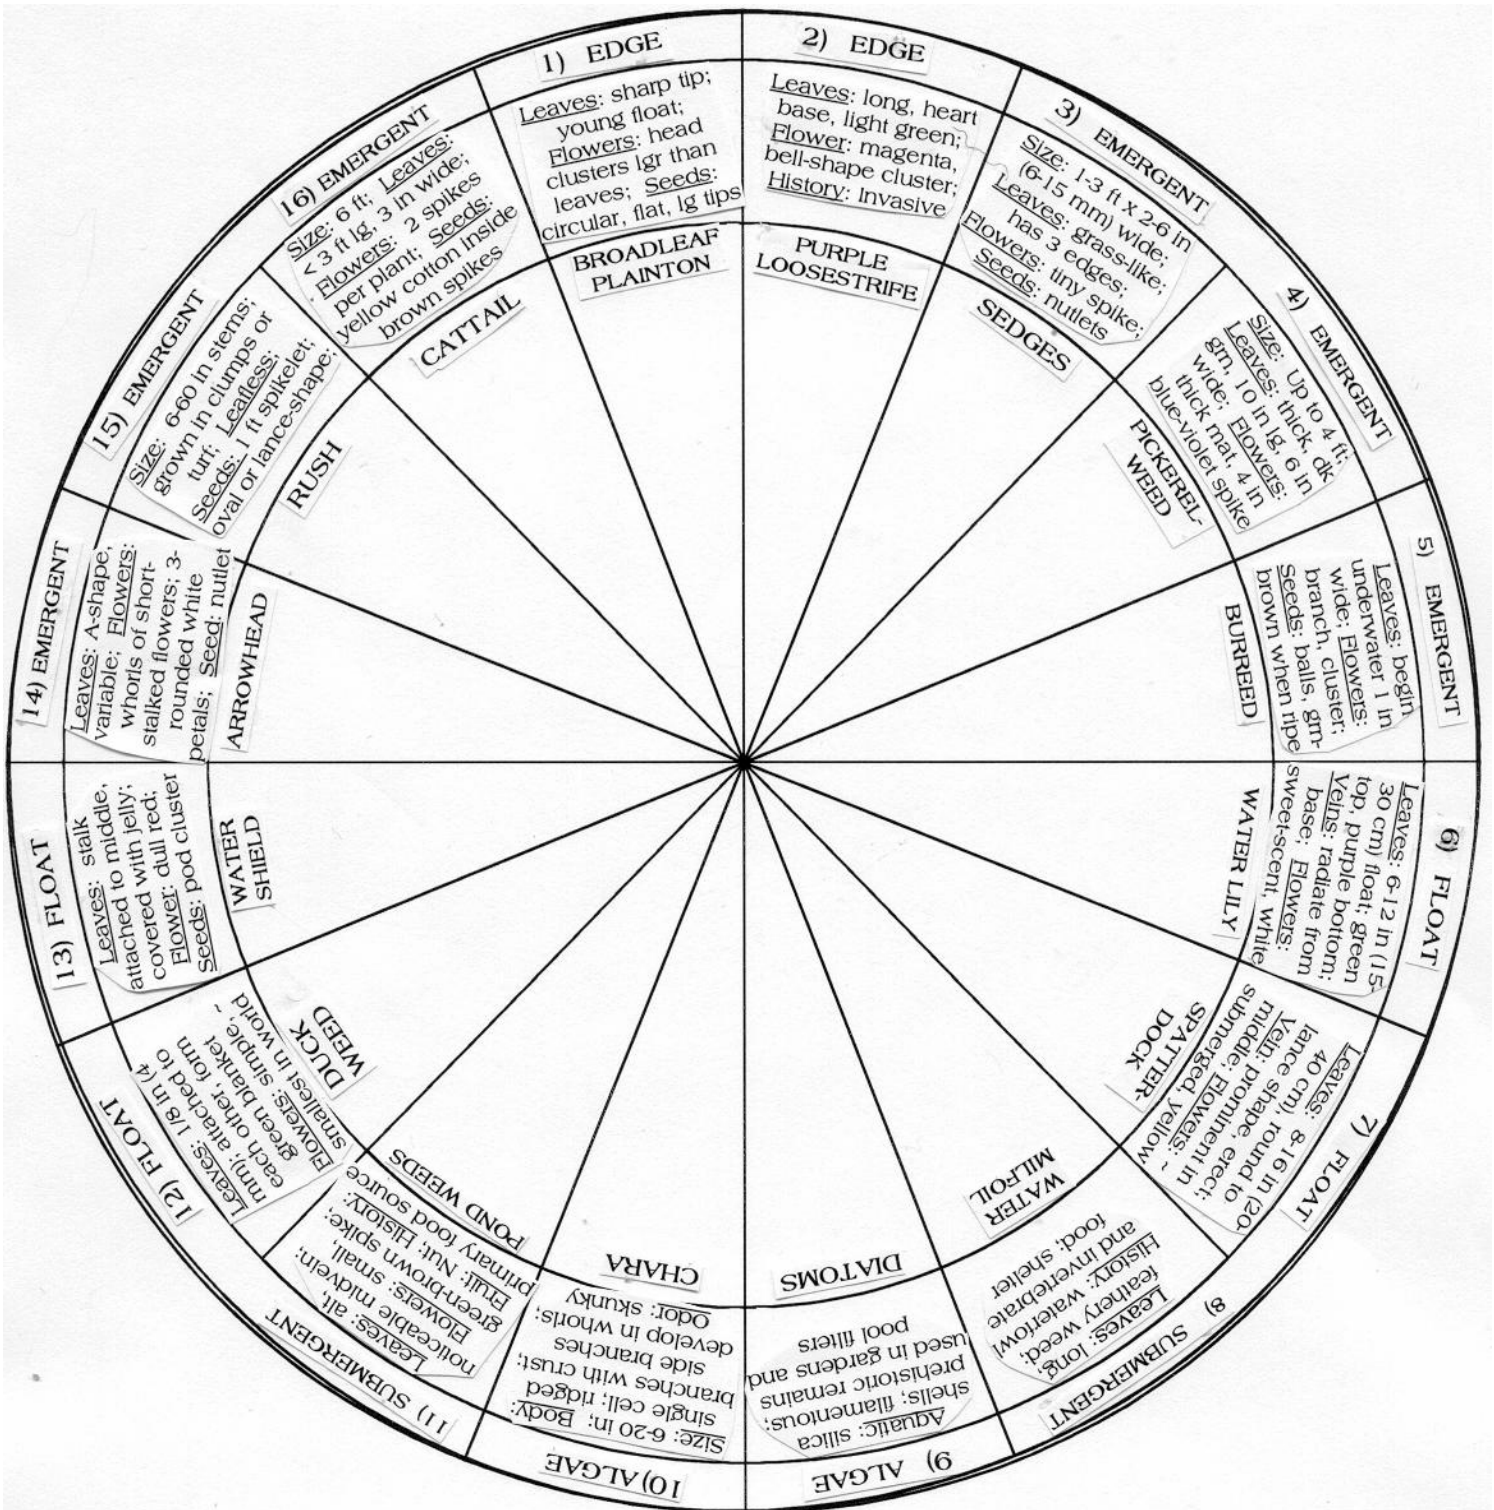 1) EDGE
Leaves: sharp tip;
young float;
Flowers: head
clusters lgr than
leaves; Seeds:
circular, flat, lg tips
BROADLEAF
PLAINTON
2) EDGE
Leaves: long, heart
base, light green;
Flower: magenta,
bell-shape cluster;
History: Invasive
PURPLE
LOOSESTRIFE
3) EMERGENT
Size: 1-3 ft x 2-6 in
(6-15 mm) wide;
Leaves: grass-like;
has 3 edges;
Flowers: tiny spike;
Seeds: nutlets
SEDGES
4) EMERGENT
Size: Up to 4 ft;
Leaves: thick, dk
grn, 10 in lg, 6 in
wide; Flowers:
thick mat, 4 in
blue-violet spike
PICKEREL-
WEED
5) EMERGENT
Leaves: begin
underwater 1 in
wide; Flowers:
branch, cluster;
Seeds: balls, grn-
brown when ripe
BURREED
6) FLOAT
Leaves: 6-12 in (15-
30 cm) float; green
top, purple bottom;
Veins: radiate from
base; Flowers:
sweet-scent, white
WATER LILY
7) FLOAT
Leaves: 8-16 in (20-
40 cm), round to
lance shape, erect;
Vein: prominent in
middle; Flowers: ~
submerged, yellow
SPATTER-
DOCK
8) SUBMERGENT
Leaves: long,
feathery weed;
History: waterfowl
and invertebrate
food; shelter
WATER
MILFOIL
9) ALGAE
Aquatic: silica
shells; filamentous;
prehistoric remains
used in gardens and
pool filters
DIATOMS
10) ALGAE
Size: 6-20 in; Body:
single cell; ridged
branches with crust;
side branches
develop in whorls;
Odor: skunky
CHARA
11) SUBMERGENT
Leaves: alt,
noticeable midvein;
Flowers: small,
green-brown spike;
Fruit: Nut; History:
primary food source
POND WEEDS
12) FLOAT
Leaves: 1/8 in (4
mm); attached to
each other, form
green blanket
Flowers: simple, ~
smallest in world
DUCK
WEED
13) FLOAT
Leaves: stalk
attached to middle,
covered with jelly;
Flower: dull red;
Seeds: pod cluster
WATER
SHIELD
14) EMERGENT
Leaves: A-shape,
variable; Flowers:
whorls of short-
stalked flowers; 3-
rounded white
petals; Seed: nutlet
ARROWHEAD
15) EMERGENT
Size: 6-60 in stems;
grown in clumps or
turf; Leafless;
Seeds: 1 ft spikelet;
oval or lance-shape;
RUSH
16) EMERGENT
Size: 6 ft; Leaves:
< 3 ft lg, 3 in wide;
Flowers: 2 spikes
per plant; Seeds:
yellow cotton inside
brown spikes
CATTAIL